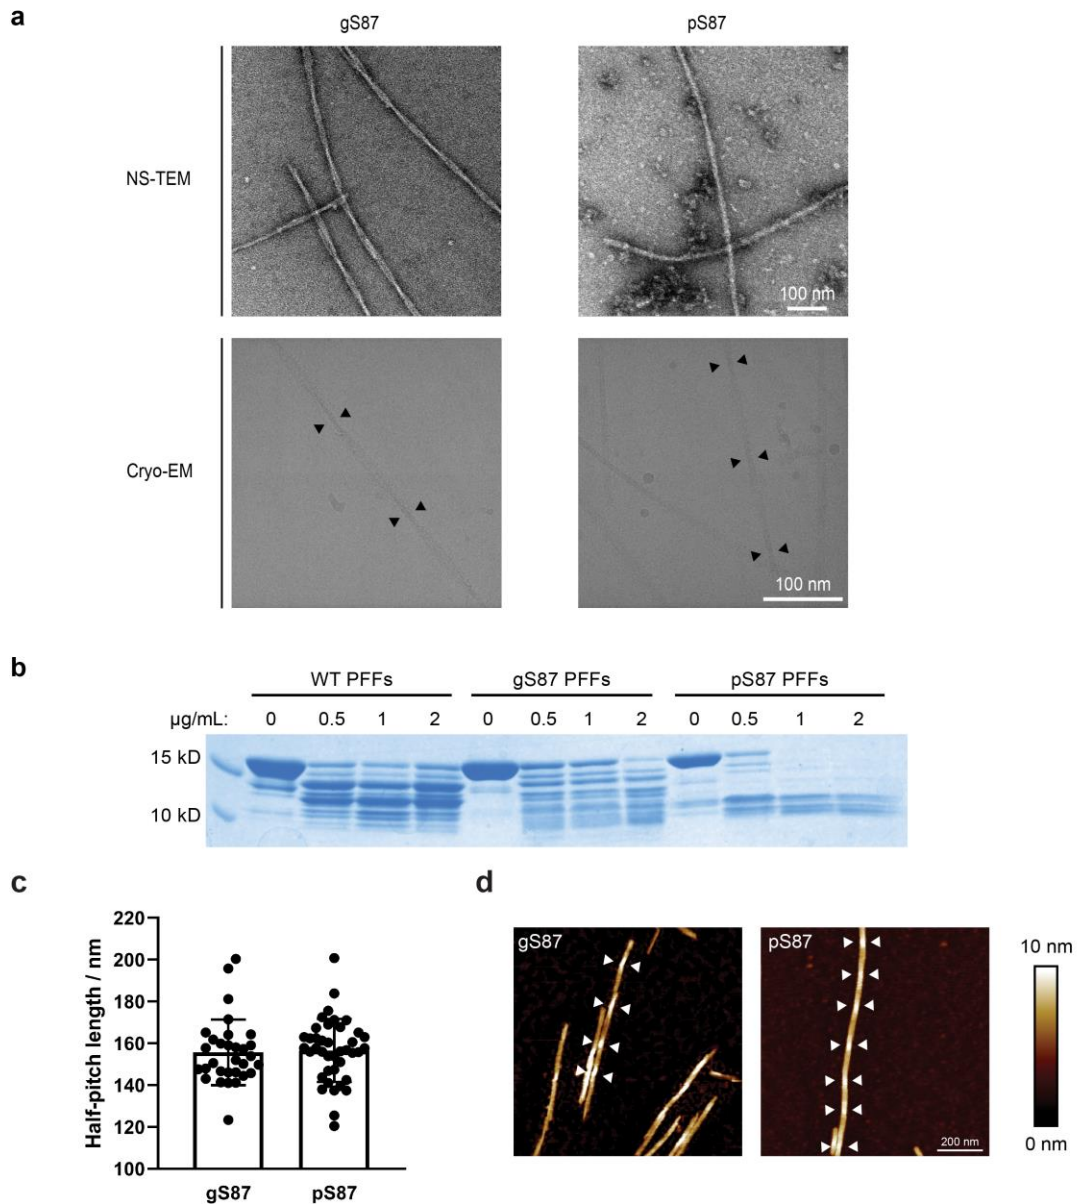 a
gS87 pS87
NS-TEM
100 nm
Cryo-EM
100 nm
b
WT PFFs gS87 PFFs pS87 PFFs
µg/mL: 0 0.5 1 2 0 0.5 1 2 0 0.5 1 2
15 kD
10 kD
c
220
200
180
160
140
120
100
Half-pitch length / nm
gS87 pS87
d
gS87 pS87
10 nm
0 nm
200 nm